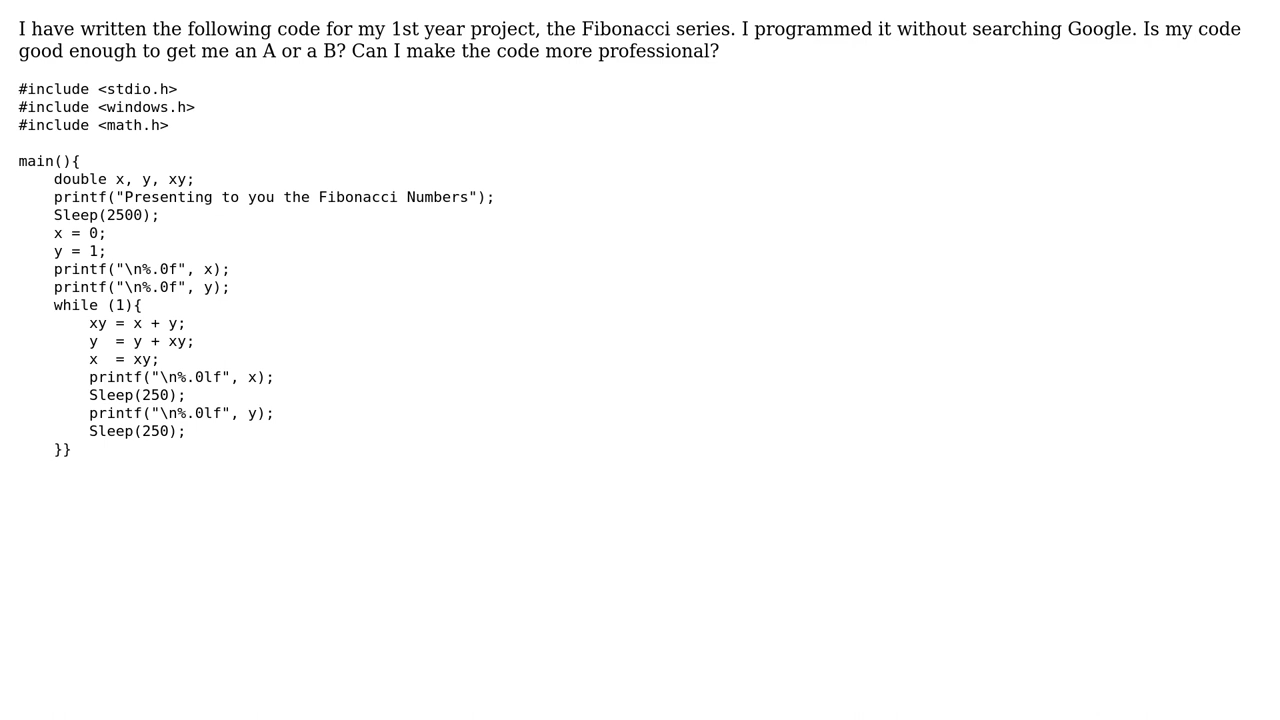 I have written the following code for my 1st year project, the Fibonacci series. I programmed it without searching Google. Is my code
good enough to get me an A or a B? Can I make the code more professional?
#include <stdio.h>
#include <windows.h>
#include <math.h>
main(){
    double x, y, xy;
    printf("Presenting to you the Fibonacci Numbers");
    Sleep(2500);
    x = 0;
    y = 1;
    printf("\n%.0f", x);
    printf("\n%.0f", y);
    while (1){
        xy = x + y;
        y  = y + xy;
        x  = xy;
        printf("\n%.0lf", x);
        Sleep(250);
        printf("\n%.0lf", y);
        Sleep(250);
    }}